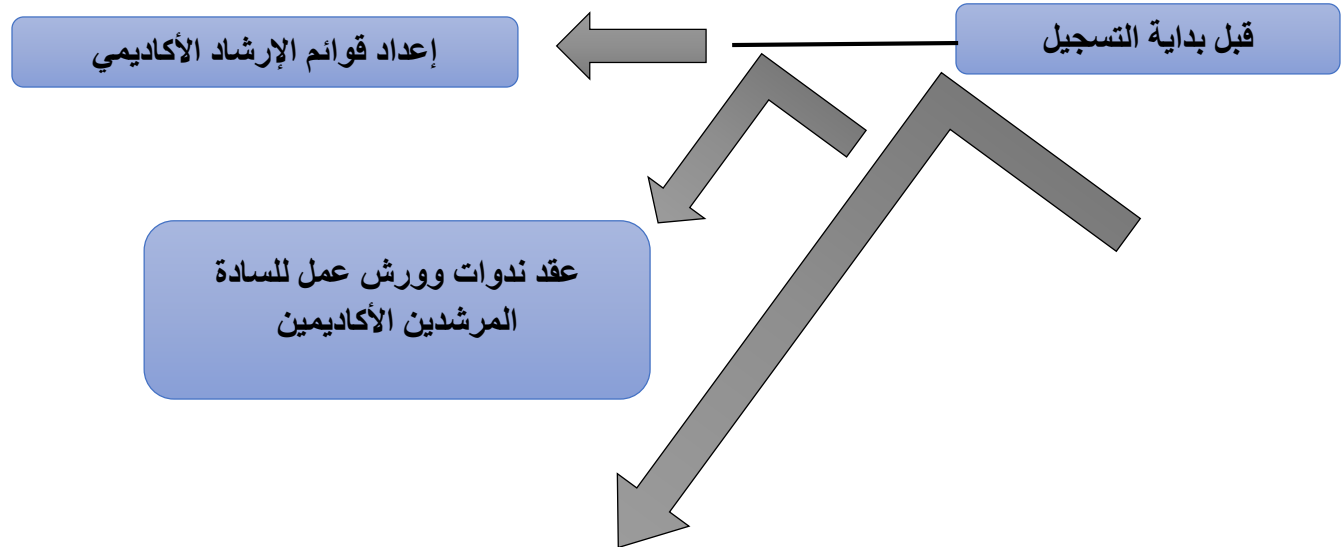 قبل بداية التسجيل
إعداد قوائم الإرشاد الأكاديمي
عقد ندوات وورش عمل للسادة
المرشدين الأكاديمين